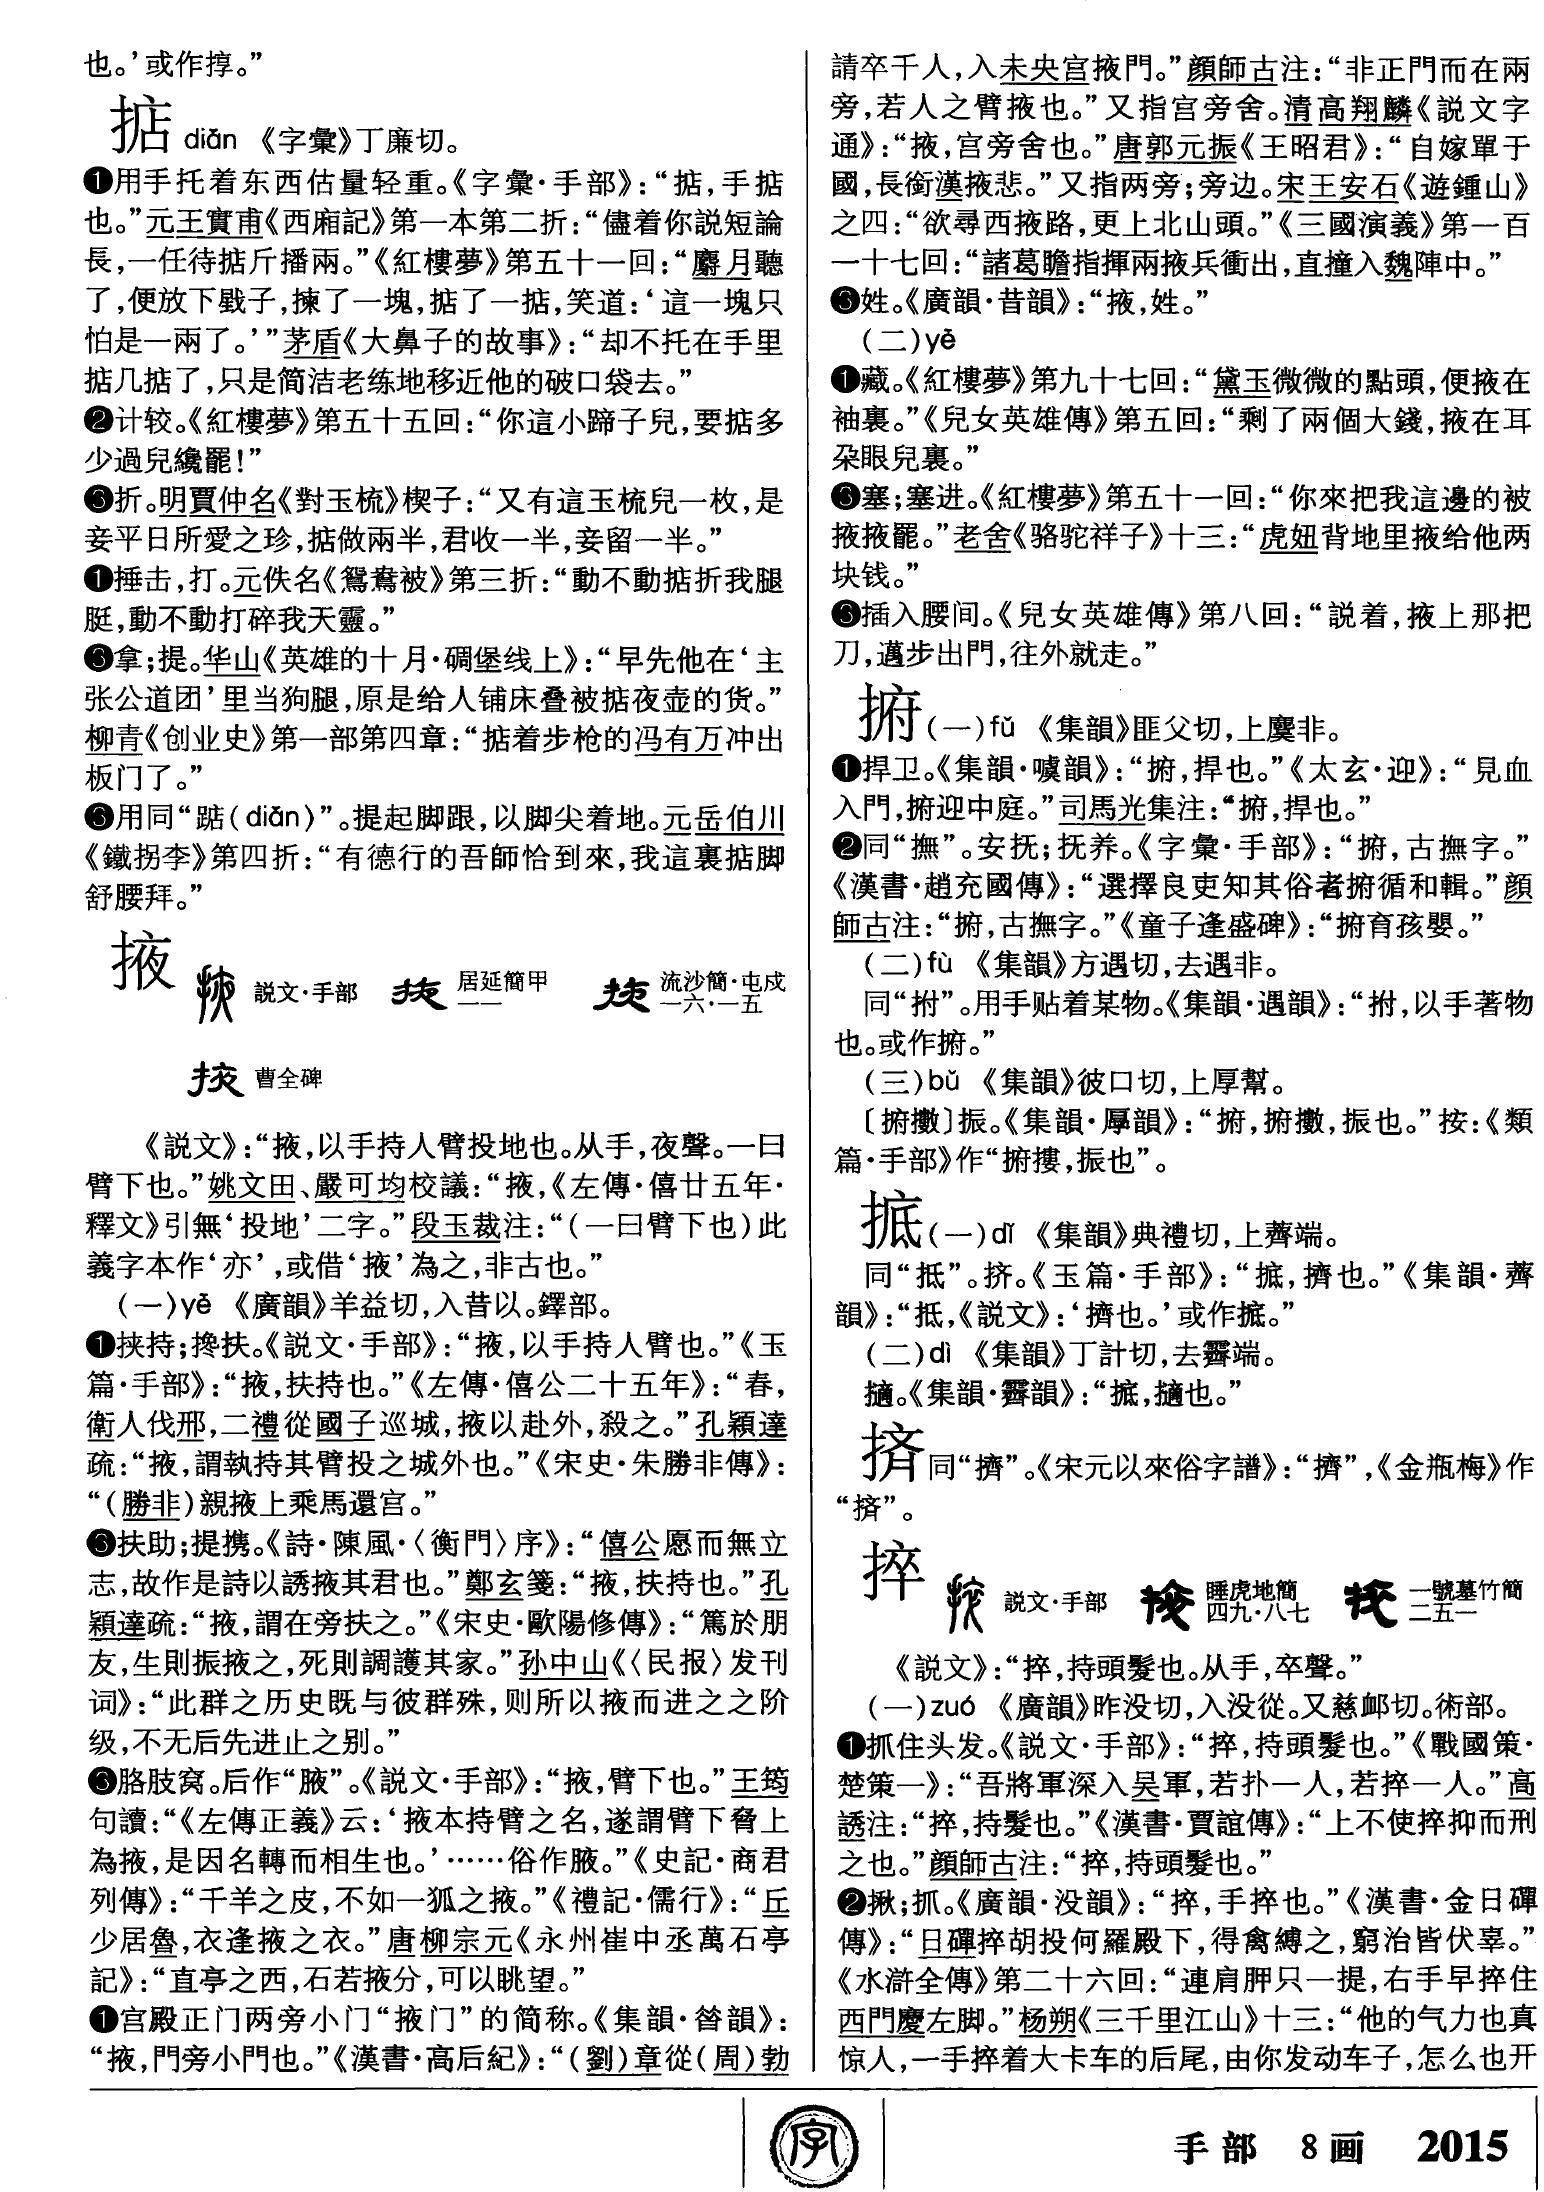 也。’或作揨。”
掂 diān 《字彙》丁廉切。
❶用手托着东西估量轻重。《字彙·手部》：“掂，手掂
也。”元王實甫《西廂記》第一本第二折：“儘着你説短論
長，一任待掂斤播兩。”《紅樓夢》第五十一回：“麝月聽
了，便放下戥子，揀了一塊，掂了一掂，笑道：‘這一塊只
怕是一兩了。’”茅盾《大鼻子的故事》：“却不托在手里
掂几掂了，只是简洁老练地移近他的破口袋去。”
❷计较。《紅樓夢》第五十五回：“你這小蹄子兒，要掂多
少過兒纔罷！”
❸折。明賈仲名《對玉梳》楔子：“又有這玉梳兒一枚，是
妾平日所愛之珍，掂做兩半，君收一半，妾留一半。”
❹捶击，打。元佚名《鴛鴦被》第三折：“動不動掂折我腿
脡，動不動打碎我天靈。”
❺拿；提。华山《英雄的十月·碉堡线上》：“早先他在‘主
张公道团’里当狗腿，原是给人铺床叠被掂夜壶的货。”
柳青《创业史》第一部第四章：“掂着步枪的冯有万冲出
板门了。”
❻用同“踮(diǎn)”。提起脚跟，以脚尖着地。元岳伯川
《鐵拐李》第四折：“有德行的吾師恰到來，我這裏掂脚
舒腰拜。”
掖 説文·手部 居延簡甲一一 流沙簡·屯戍一六·一五
曹全碑
《説文》：“掖，以手持人臂投地也。从手，夜聲。一曰
臂下也。”姚文田、嚴可均校議：“掖，《左傳·僖廿五年·
釋文》引無‘投地’二字。”段玉裁注：“（一曰臂下也）此
義字本作‘亦’，或借‘掖’為之，非古也。”
（一）yè 《廣韻》羊益切，入昔以。鐸部。
❶挟持；搀扶。《説文·手部》：“掖，以手持人臂也。”《玉
篇·手部》：“掖，扶持也。”《左傳·僖公二十五年》：“春，
衛人伐邢，二禮從國子巡城，掖以赴外，殺之。”孔穎達
疏：“掖，謂執持其臂投之城外也。”《宋史·朱勝非傳》：
“（勝非）親掖上乘馬還宫。”
❷扶助；提携。《詩·陳風·〈衡門〉序》：“僖公愿而無立
志，故作是詩以誘掖其君也。”鄭玄箋：“掖，扶持也。”孔
穎達疏：“掖，謂在旁扶之。”《宋史·歐陽修傳》：“篤於朋
友，生則振掖之，死則調護其家。”孙中山《〈民报〉发刊
词》：“此群之历史既与彼群殊，则所以掖而进之之阶
级，不无后先进止之别。”
❸胳肢窝。后作“腋”。《説文·手部》：“掖，臂下也。”王筠
句讀：“《左傳正義》云：‘掖本持臂之名，遂謂臂下脅上
為掖，是因名轉而相生也。’……俗作腋。”《史記·商君
列傳》：“千羊之皮，不如一狐之掖。”《禮記·儒行》：“丘
少居魯，衣逢掖之衣。”唐柳宗元《永州崔中丞萬石亭
記》：“直亭之西，石若掖分，可以眺望。”
❹宫殿正门两旁小门“掖门”的简称。《集韻·㫺韻》：
“掖，門旁小門也。”《漢書·高后紀》：“（劉）章從（周）勃
請卒千人，入未央宫掖門。”顔師古注：“非正門而在兩
旁，若人之臂掖也。”又指宫旁舍。清高翔麟《説文字
通》：“掖，宫旁舍也。”唐郭元振《王昭君》：“自嫁單于
國，長銜漢掖悲。”又指两旁；旁边。宋王安石《遊鍾山》
之四：“欲尋西掖路，更上北山頭。”《三國演義》第一百
一十七回：“諸葛瞻指揮兩掖兵衝出，直撞入魏陣中。”
❺姓。《廣韻·昔韻》：“掖，姓。”
（二）yē
❶藏。《紅樓夢》第九十七回：“黛玉微微的點頭，便掖在
袖裏。”《兒女英雄傳》第五回：“剩了兩個大錢，掖在耳
朵眼兒裏。”
❷塞；塞进。《紅樓夢》第五十一回：“你來把我這邊的被
掖掖罷。”老舍《骆驼祥子》十三：“虎妞背地里掖给他两
块钱。”
❸插入腰间。《兒女英雄傳》第八回：“説着，掖上那把
刀，邁步出門，往外就走。”
捬（一）fǔ 《集韻》匪父切，上麌非。
❶捍卫。《集韻·噳韻》：“捬，捍也。”《太玄·迎》：“見血
入門，捬迎中庭。”司馬光集注：“捬，捍也。”
❷同“撫”。安抚；抚养。《字彙·手部》：“捬，古撫字。”
《漢書·趙充國傳》：“選擇良吏知其俗者捬循和輯。”顔
師古注：“捬，古撫字。”《童子逢盛碑》：“捬育孩嬰。”
（二）fù 《集韻》方遇切，去遇非。
同“拊”。用手贴着某物。《集韻·遇韻》：“拊，以手著物
也。或作捬。”
（三）bǔ 《集韻》彼口切，上厚幫。
〔捬擻〕振。《集韻·厚韻》：“捬，捬擻，振也。”按：《類
篇·手部》作“捬摟，振也”。
掋（一）dǐ 《集韻》典禮切，上薺端。
同“抵”。挤。《玉篇·手部》：“掋，擠也。”《集韻·薺
韻》：“抵，《説文》：‘擠也。’或作掋。”
（二）dì 《集韻》丁計切，去霽端。
擿。《集韻·霽韻》：“掋，擿也。”
㨈同“擠”。《宋元以來俗字譜》：“擠”，《金瓶梅》作
“㨈”。
捽 説文·手部 睡虎地簡四九·八七 一號墓竹簡二五一
《説文》：“捽，持頭髮也。从手，卒聲。”
（一）zuó 《廣韻》昨没切，入没從。又慈卹切。術部。
❶抓住头发。《説文·手部》：“捽，持頭髮也。”《戰國策·
楚策一》：“吾將軍深入吴軍，若扑一人，若捽一人。”高
誘注：“捽，持髮也。”《漢書·賈誼傳》：“上不使捽抑而刑
之也。”顔師古注：“捽，持頭髮也。”
❷揪；抓。《廣韻·没韻》：“捽，手捽也。”《漢書·金日磾
傳》：“日磾捽胡投何羅殿下，得禽縛之，窮治皆伏辜。”
《水滸全傳》第二十六回：“連肩胛只一提，右手早捽住
西門慶左脚。”杨朔《三千里江山》十三：“他的气力也真
惊人，一手捽着大卡车的后尾，由你发动车子，怎么也开
字
手部 8画 2015